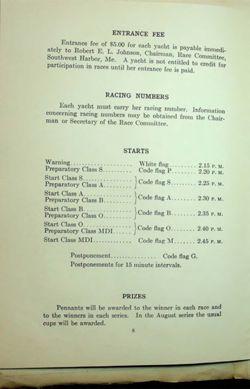 ENTRANCE FEE
Entrance fee of $5.00 for each yacht is payable immedi-
ately to Robert E. L. Johnson, Chairman, Race Committee,
Southwest Harbor, Me. A yacht is not entitled to credit for
participation in races until her entrance fee is paid.
RACING NUMBERS
Each yacht must carry her racing number. Information
concerning racing numbers may be obtained from the Chair-
man or Secretary of the Race Committee.
STARTS
Warning.................. White flag......... 2.15 P. M.
Preparatory Class S......... Code flag P....... 2.20 P. M.
Start Class S...............
Preparatory Class A......... } Code flag S....... 2.25 P. M.
Start Class A...............
Preparatory Class B......... } Code flag A....... 2.30 P. M.
Start Class B...............
Preparatory Class O......... } Code flag B....... 2.35 P. M.
Start Class O...............
Preparatory Class MDI...... } Code flag O....... 2.40 P. M.
Start Class MDI............ Code flag M....... 2.45 P. M.
Postponement............... Code flag G.
Postponements for 15 minute intervals.
PRIZES
Pennants will be awarded to the winner in each race and
to the winners in each series. In the August series the usual
cups will be awarded.
8